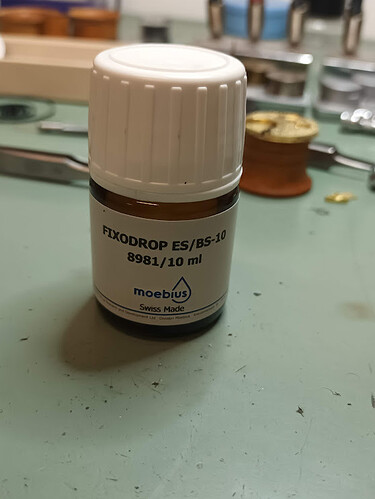 FIXODROP ES/BS-10
8981/10 ml
moebius
Swiss Made